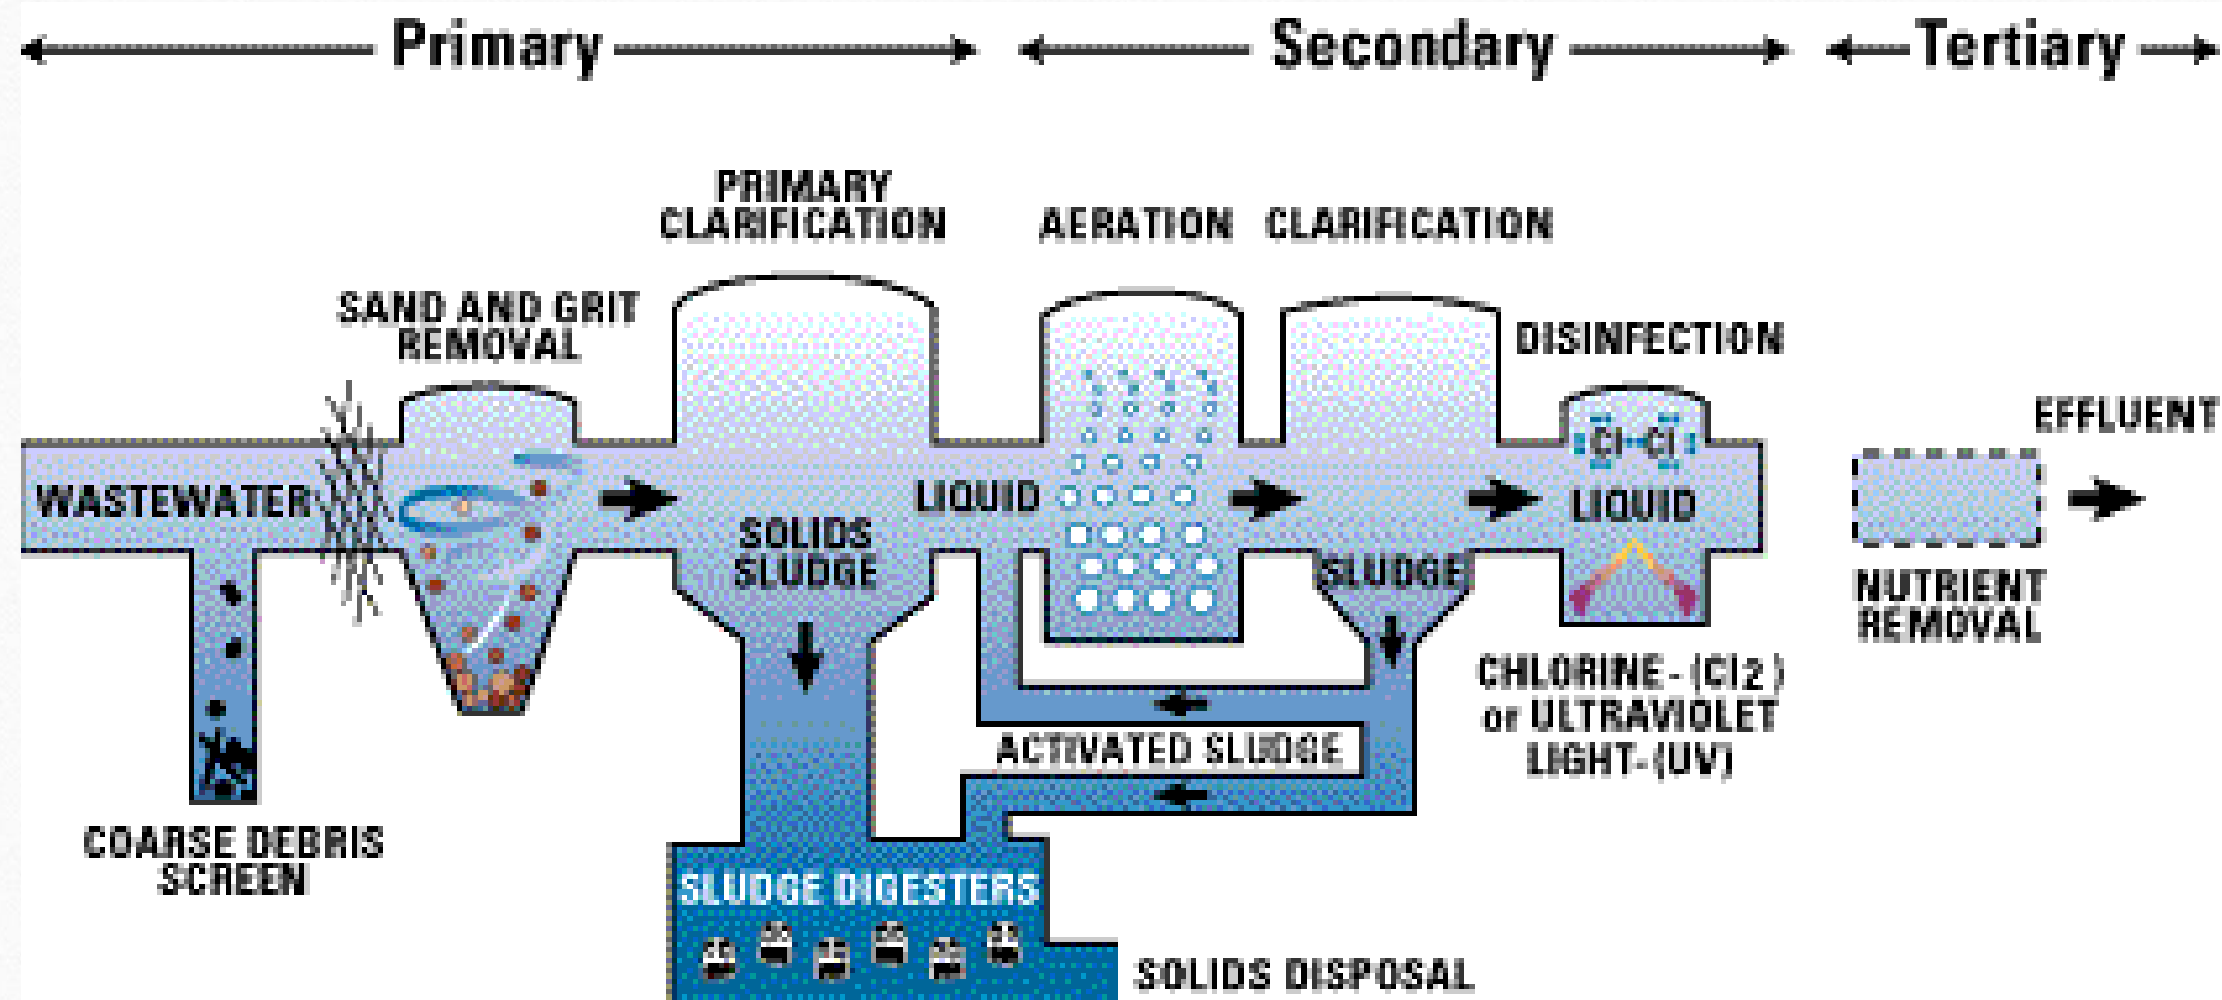 Primary
Secondary
Tertiary
PRIMARY
CLARIFICATION
AERATION
CLARIFICATION
SAND AND GRIT
REMOVAL
DISINFECTION
EFFLUENT
Cl-Cl
WASTEWATER
LIQUID
LIQUID
SOLIDS
SLUDGE
SLUDGE
NUTRIENT
REMOVAL
CHLORINE-(Cl2)
or ULTRAVIOLET
LIGHT-(UV)
ACTIVATED SLUDGE
COARSE DEBRIS
SCREEN
SLUDGE DIGESTERS
SOLIDS DISPOSAL